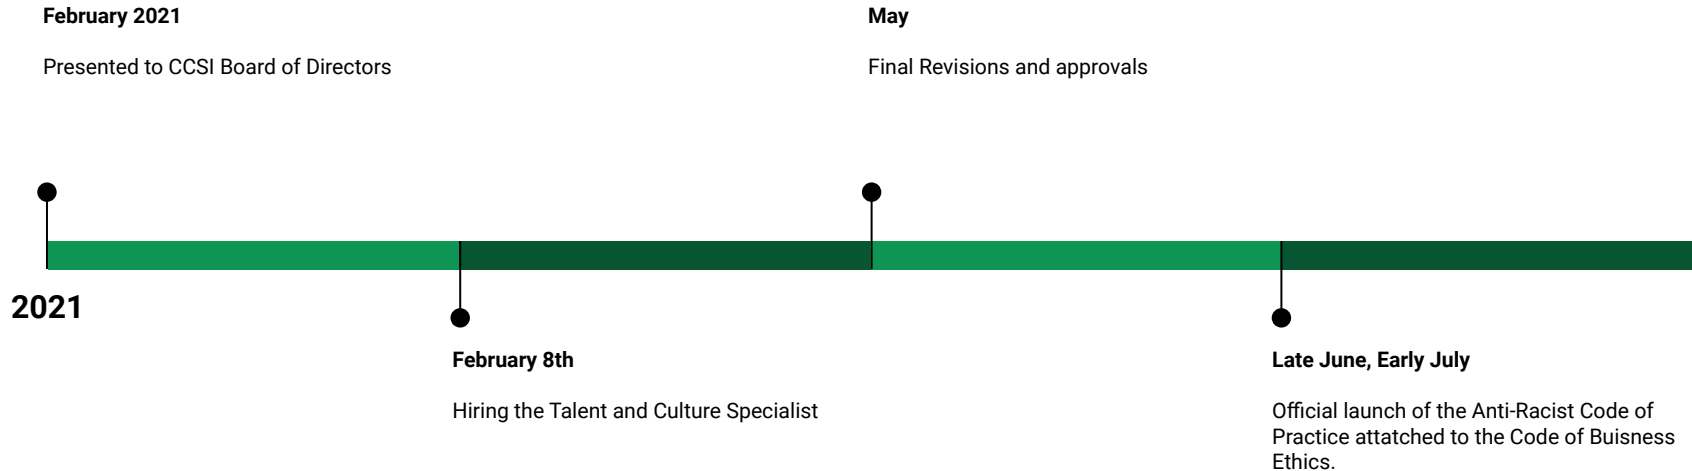 February 2021
Presented to CCSI Board of Directors
May
Final Revisions and approvals
2021
February 8th
Hiring the Talent and Culture Specialist
Late June, Early July
Official launch of the Anti-Racist Code of
Practice attatched to the Code of Buisness
Ethics.